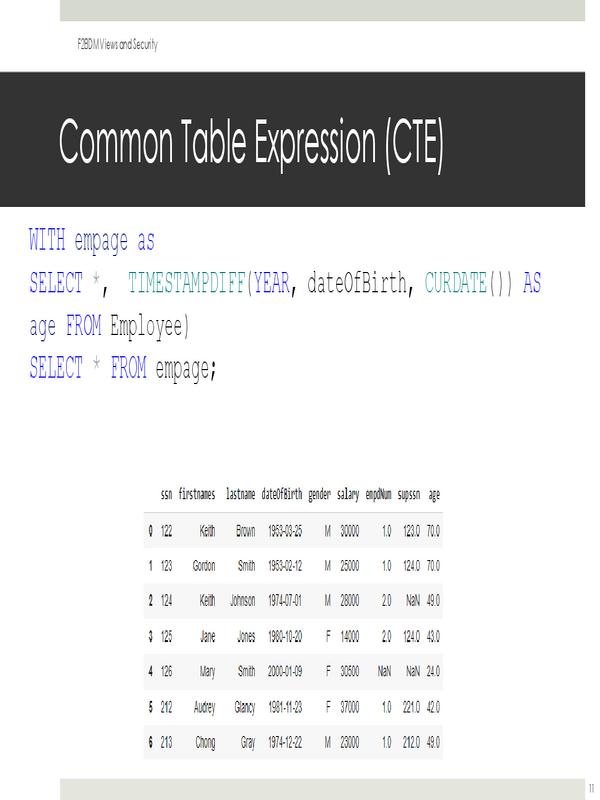 F2BDM Views and Security
Common Table Expression (CTE)
WITH empage as
SELECT *, TIMESTAMPDIFF(YEAR, dateOfBirth, CURDATE()) AS
age FROM Employee)
SELECT * FROM empage;
ssn firstnames lastname dateOfBirth gender salary empdNum supssn age
0 122 Keith Brown 1953-03-25 M 30000 1.0 123.0 70.0
1 123 Gordon Smith 1953-02-12 M 25000 1.0 124.0 70.0
2 124 Keith Johnson 1974-07-01 M 28000 2.0 NaN 49.0
3 125 Jane Jones 1980-10-20 F 14000 2.0 124.0 43.0
4 126 Mary Smith 2000-01-09 F 30500 NaN NaN 24.0
5 212 Audrey Glancy 1981-11-23 F 37000 1.0 221.0 42.0
6 213 Chong Gray 1974-12-22 M 23000 1.0 212.0 49.0
11